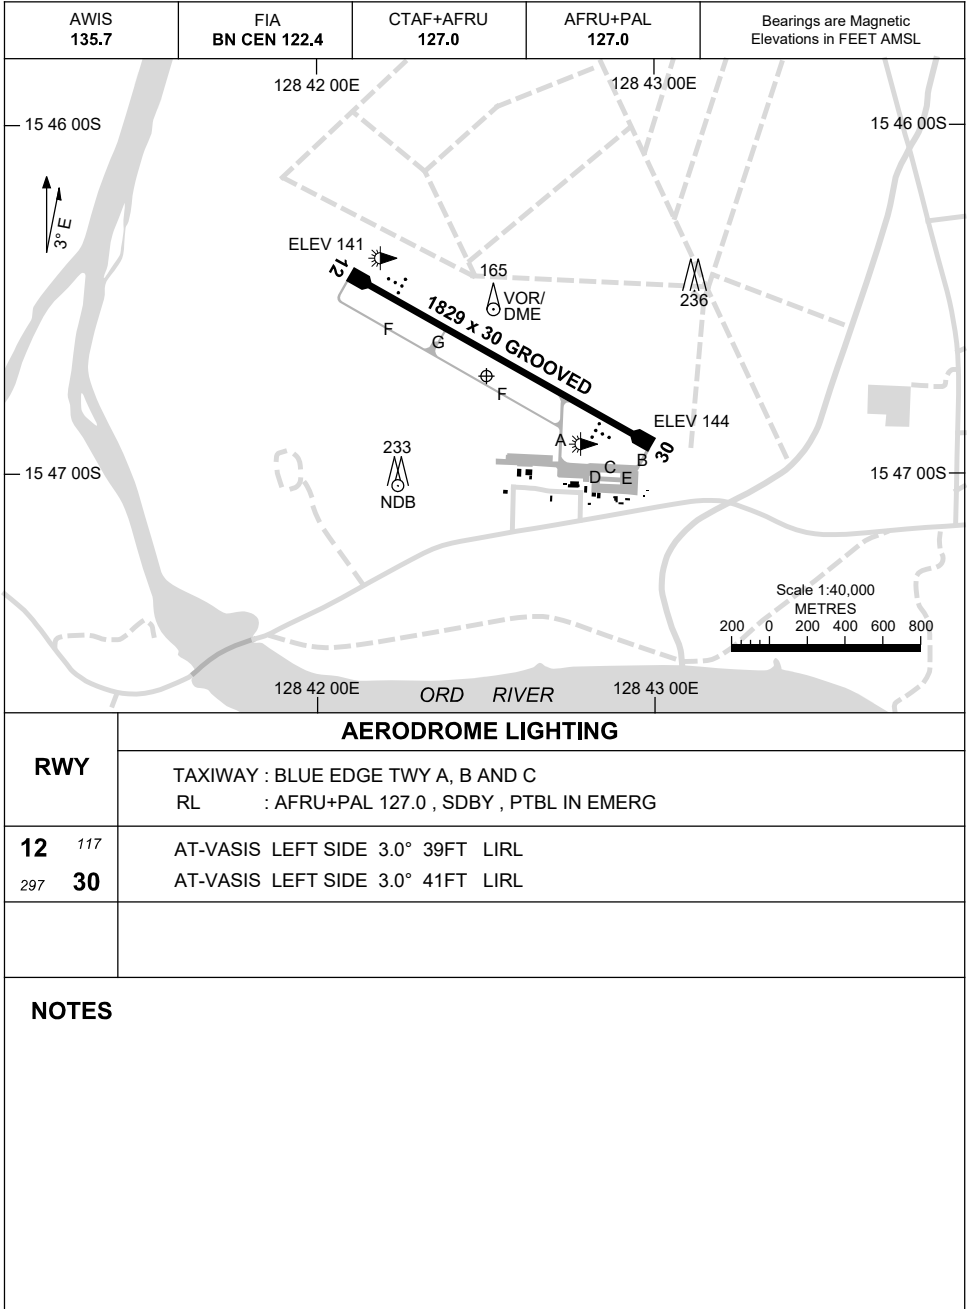 AWIS
135.7
FIA
BN CEN 122.4
CTAF+AFRU
127.0
AFRU+PAL
127.0
Bearings are Magnetic
Elevations in FEET AMSL
128 42 00E
128 43 00E
15 46 00S
15 46 00S
3° E
ELEV 141
12
165
VOR/
DME
236
1829 x 30 GROOVED
F
G
F
ELEV 144
30
A
B
C
D
E
233
NDB
15 47 00S
15 47 00S
Scale 1:40,000
METRES
200 0 200 400 600 800
128 42 00E
ORD RIVER
128 43 00E
RWY
AERODROME LIGHTING
TAXIWAY : BLUE EDGE TWY A, B AND C
RL : AFRU+PAL 127.0 , SDBY , PTBL IN EMERG
12 117 AT-VASIS LEFT SIDE 3.0° 39FT LIRL
297 30 AT-VASIS LEFT SIDE 3.0° 41FT LIRL
NOTES